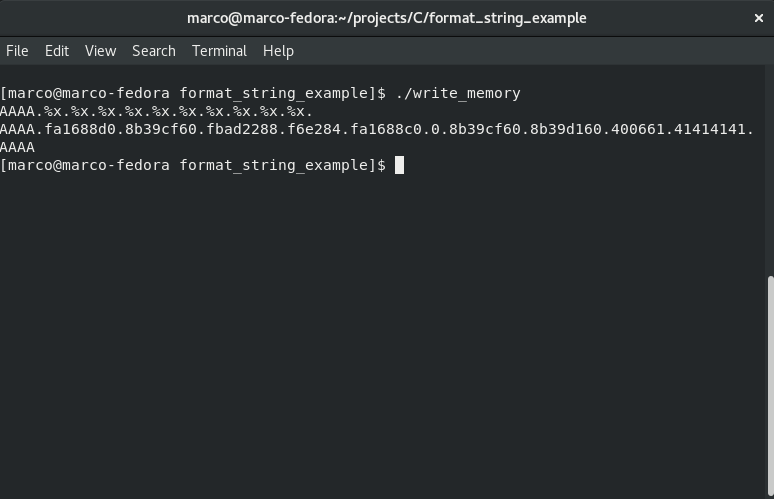 marco@marco-fedora:~/projects/C/format_string_example
File Edit View Search Terminal Help
[marco@marco-fedora format_string_example]$ ./write_memory
AAAA.%x.%x.%x.%x.%x.%x.%x.%x.%x.%x.
AAAA.fa1688d0.8b39cf60.fbad2288.f6e284.fa1688c0.0.8b39cf60.8b39d160.400661.41414141.
AAAA
[marco@marco-fedora format_string_example]$